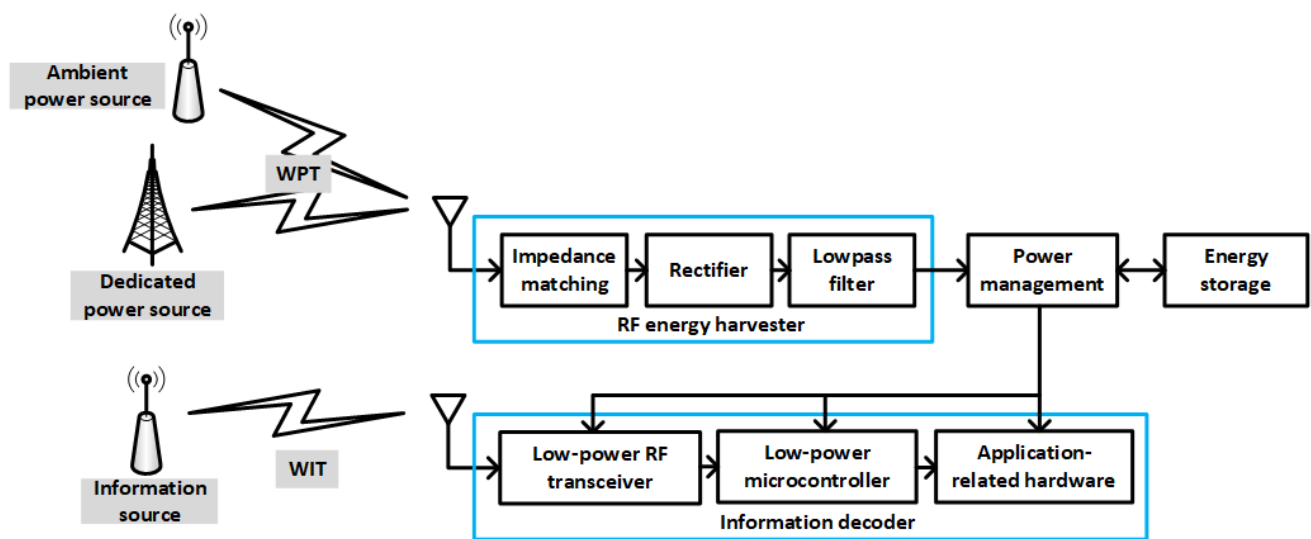 Ambient
power source
WPT
Dedicated
power source
Impedance
matching
Rectifier
Lowpass
filter
RF energy harvester
Power
management
Energy
storage
Information
source
WIT
Low-power RF
transceiver
Low-power
microcontroller
Application-
related hardware
Information decoder